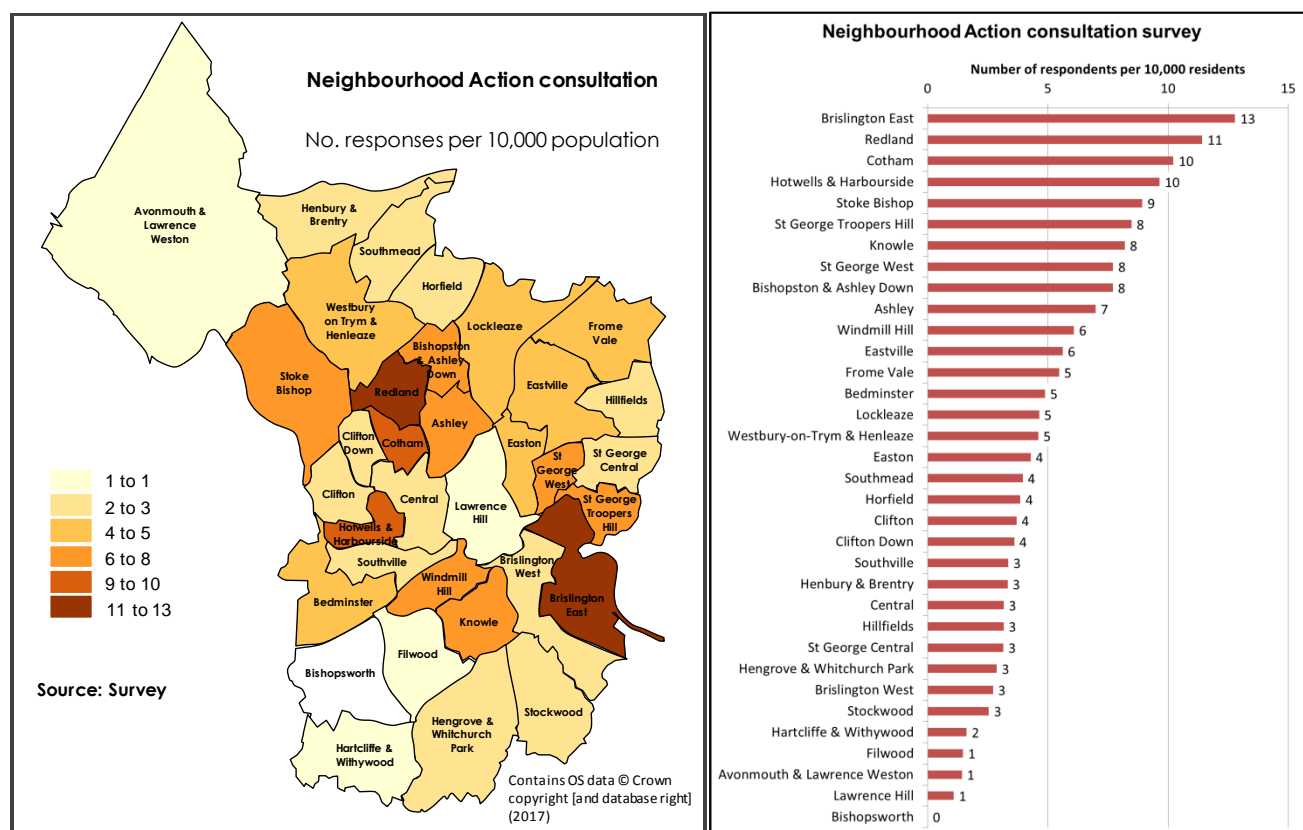 Neighbourhood Action consultation
No. responses per 10,000 population
Avonmouth &
Lawrence
Weston
Henbury &
Brentry
Southmead
Horfield
Westbury
on Trym &
Henleaze
Lockleaze
Frome
Vale
Bishopston
& Ashley
Down
Stoke
Bishop
Redland
Eastville
Hillfields
Ashley
Clifton
Down
Cotham
Easton
St
George
West
St George
Central
Clifton
Central
Lawrence
Hill
St George
Troopers
Hill
Hotwells &
Harbourside
Southville
Brislington
West
Windmill
Hill
Bedminster
Brislington
East
Knowle
Filwood
Bishopsworth
Stockwood
Hengrove &
Whitchurch
Park
Hartcliffe &
Withywood
1 to 1
2 to 3
4 to 5
6 to 8
9 to 10
11 to 13
Source: Survey
Contains OS data © Crown
copyright [and database right]
(2017)
Neighbourhood Action consultation survey
Number of respondents per 10,000 residents
0 5 10 15
Brislington East 13
Redland 11
Cotham 10
Hotwells & Harbourside 10
Stoke Bishop 9
St George Troopers Hill 8
Knowle 8
St George West 8
Bishopston & Ashley Down 8
Ashley 7
Windmill Hill 6
Eastville 6
Frome Vale 5
Bedminster 5
Lockleaze 5
Westbury-on-Trym & Henleaze 5
Easton 4
Southmead 4
Horfield 4
Clifton 4
Clifton Down 4
Southville 3
Henbury & Brentry 3
Central 3
Hillfields 3
St George Central 3
Hengrove & Whitchurch Park 3
Brislington West 3
Stockwood 3
Hartcliffe & Withywood 2
Filwood 1
Avonmouth & Lawrence Weston 1
Lawrence Hill 1
Bishopsworth 0